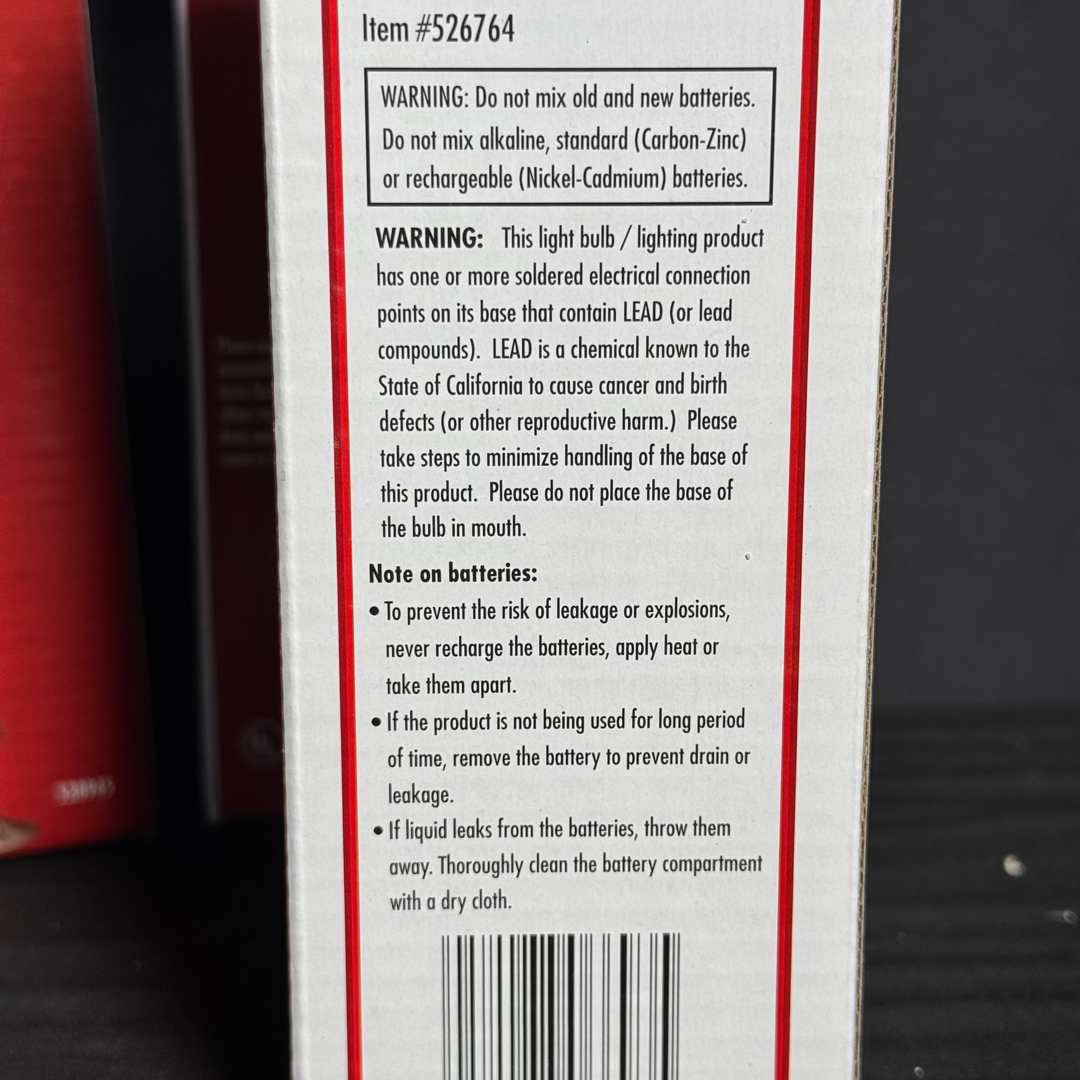 Item #526764
WARNING: Do not mix old and new batteries.
Do not mix alkaline, standard (Carbon-Zinc)
or rechargeable (Nickel-Cadmium) batteries.
WARNING: This light bulb / lighting product
has one or more soldered electrical connection
points on its base that contain LEAD (or lead
compounds). LEAD is a chemical known to the
State of California to cause cancer and birth
defects (or other reproductive harm.) Please
take steps to minimize handling of the base of
this product. Please do not place the base of
the bulb in mouth.
Note on batteries:
• To prevent the risk of leakage or explosions,
never recharge the batteries, apply heat or
take them apart.
• If the product is not being used for long period
of time, remove the battery to prevent drain or
leakage.
• If liquid leaks from the batteries, throw them
away. Thoroughly clean the battery compartment
with a dry cloth.